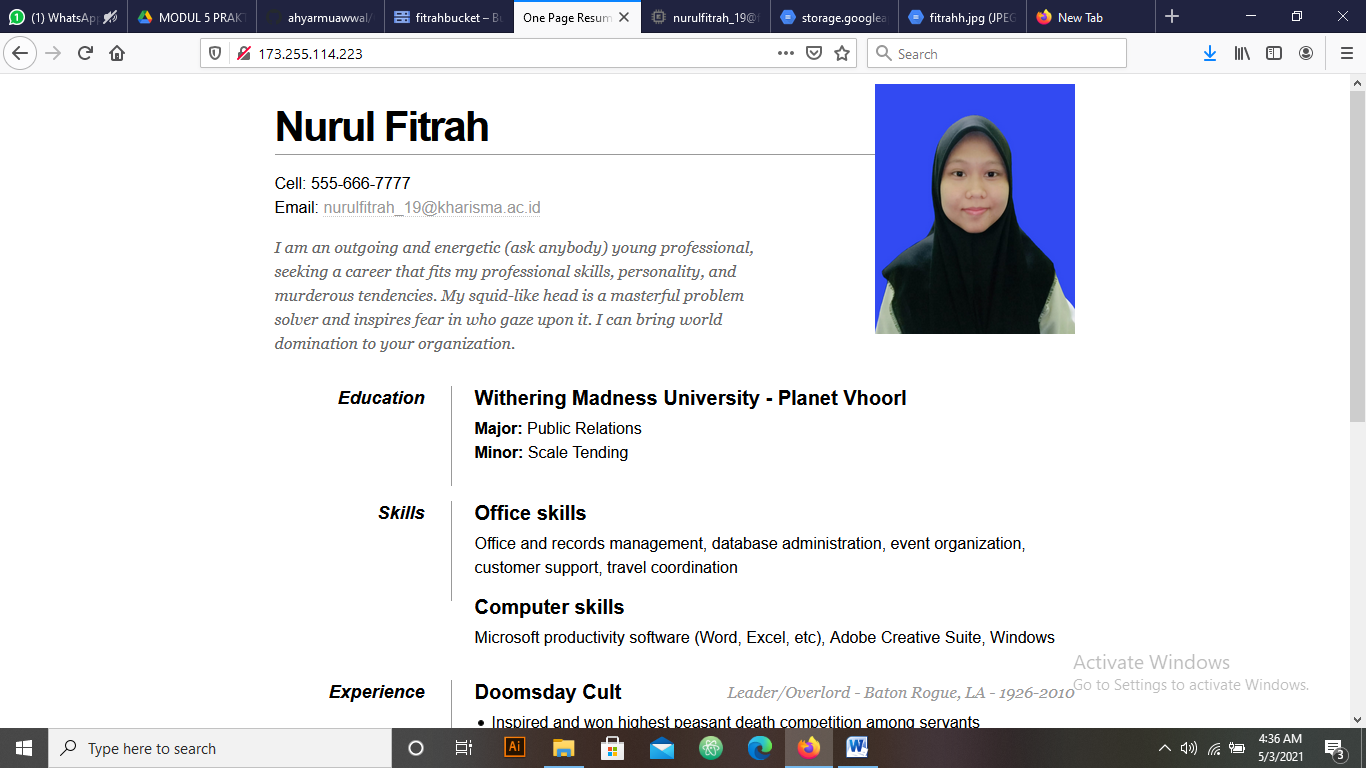 (1) WhatsApp
MODUL 5 PRAKT
ahyarmuawwal/
fitrahbucket – Bu
One Page Resum
nurulfitrah_19@f
storage.googlea
fitrahh.jpg (JPEG
New Tab
173.255.114.223
Search
Nurul Fitrah
Cell: 555-666-7777
Email: nurulfitrah_19@kharisma.ac.id
I am an outgoing and energetic (ask anybody) young professional,
seeking a career that fits my professional skills, personality, and
murderous tendencies. My squid-like head is a masterful problem
solver and inspires fear in who gaze upon it. I can bring world
domination to your organization.
Education
Withering Madness University - Planet Vhoorl
Major: Public Relations
Minor: Scale Tending
Skills
Office skills
Office and records management, database administration, event organization,
customer support, travel coordination
Computer skills
Microsoft productivity software (Word, Excel, etc), Adobe Creative Suite, Windows
Activate Windows
Go to Settings to activate Windows.
Experience
Doomsday Cult
Leader/Overlord - Baton Rogue, LA - 1926-2010
• Inspired and won highest peasant death competition among servants
Type here to search
Ai
4:36 AM
5/3/2021
3